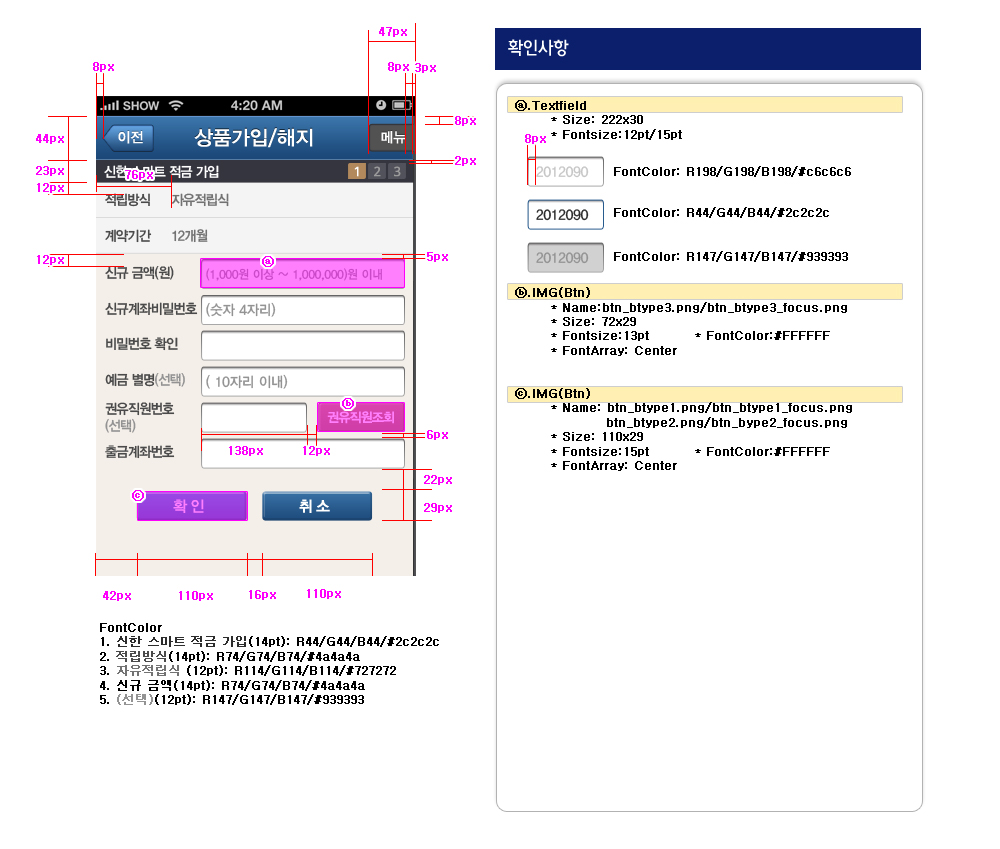 47px
8px
8px
3px
확인사항
SHOW
4:20 AM
8px
44px
이전
상품가입/해지
메뉴
2px
23px
신한 스마트 적금 가입
1 2 3
76px
12px
적립방식
자유적립식
계약기간
12개월
12px
5px
ⓐ
신규 금액(원)
(1,000원 이상 ~ 1,000,000)원 이내
신규계좌비밀번호
(숫자 4자리)
비밀번호 확인
예금 별명(선택)
( 10자리 이내)
권유직원번호
(선택)
ⓑ
권유직원조회
6px
138px
12px
출금계좌번호
22px
ⓒ
확 인
취 소
29px
42px
110px
16px
110px
FontColor
1. 신한 스마트 적금 가입(14pt): R44/G44/B44/#2c2c2c
2. 적립방식(14pt): R74/G74/B74/#4a4a4a
3. 자유적립식 (12pt): R114/G114/B114/#727272
4. 신규 금액(14pt): R74/G74/B74/#4a4a4a
5. (선택)(12pt): R147/G147/B147/#939393
ⓐ.Textfield
* Size: 222x30
* Fontsize:12pt/15pt
8px
2012090
FontColor: R198/G198/B198/#c6c6c6
2012090
FontColor: R44/G44/B44/#2c2c2c
2012090
FontColor: R147/G147/B147/#939393
ⓑ.IMG(Btn)
* Name:btn_btype3.png/btn_btype3_focus.png
* Size: 72x29
* Fontsize:13pt * FontColor:#FFFFFF
* FontArray: Center
ⓒ.IMG(Btn)
* Name: btn_btype1.png/btn_btype1_focus.png
btn_btype2.png/btn_bype2_focus.png
* Size: 110x29
* Fontsize:15pt * FontColor:#FFFFFF
* FontArray: Center